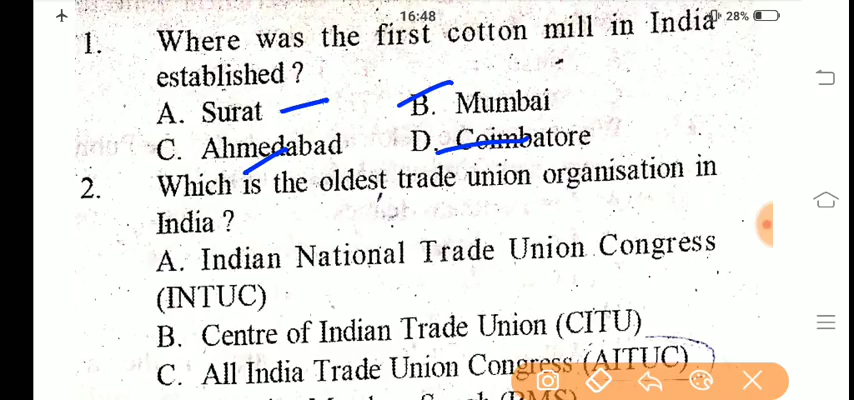 16:48
28%
1. Where was the first cotton mill in India
established ?
A. Surat B. Mumbai
C. Ahmedabad D. Coimbatore
2. Which is the oldest trade union organisation in
India ?
A. Indian National Trade Union Congress
(INTUC)
B. Centre of Indian Trade Union (CITU)
C. All India Trade Union Congress (AITUC)
(BMS)